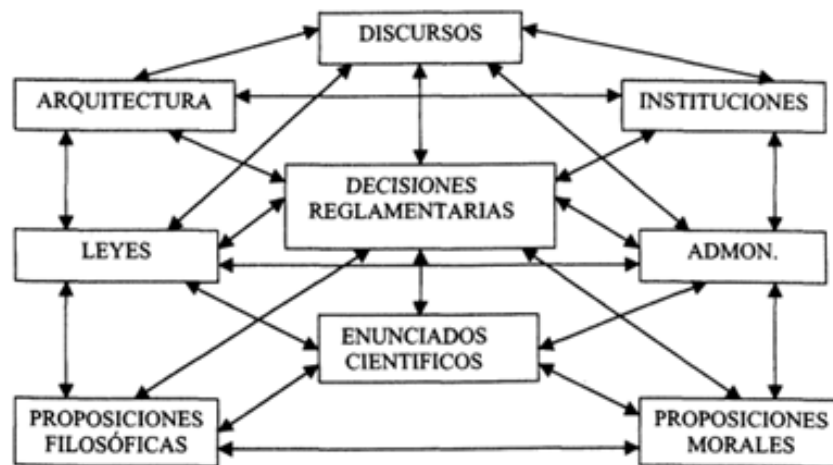 DISCURSOS
ARQUITECTURA
INSTITUCIONES
DECISIONES
REGLAMENTARIAS
LEYES
ADMON.
ENUNCIADOS
CIENTIFICOS
PROPOSICIONES
FILOSÓFICAS
PROPOSICIONES
MORALES